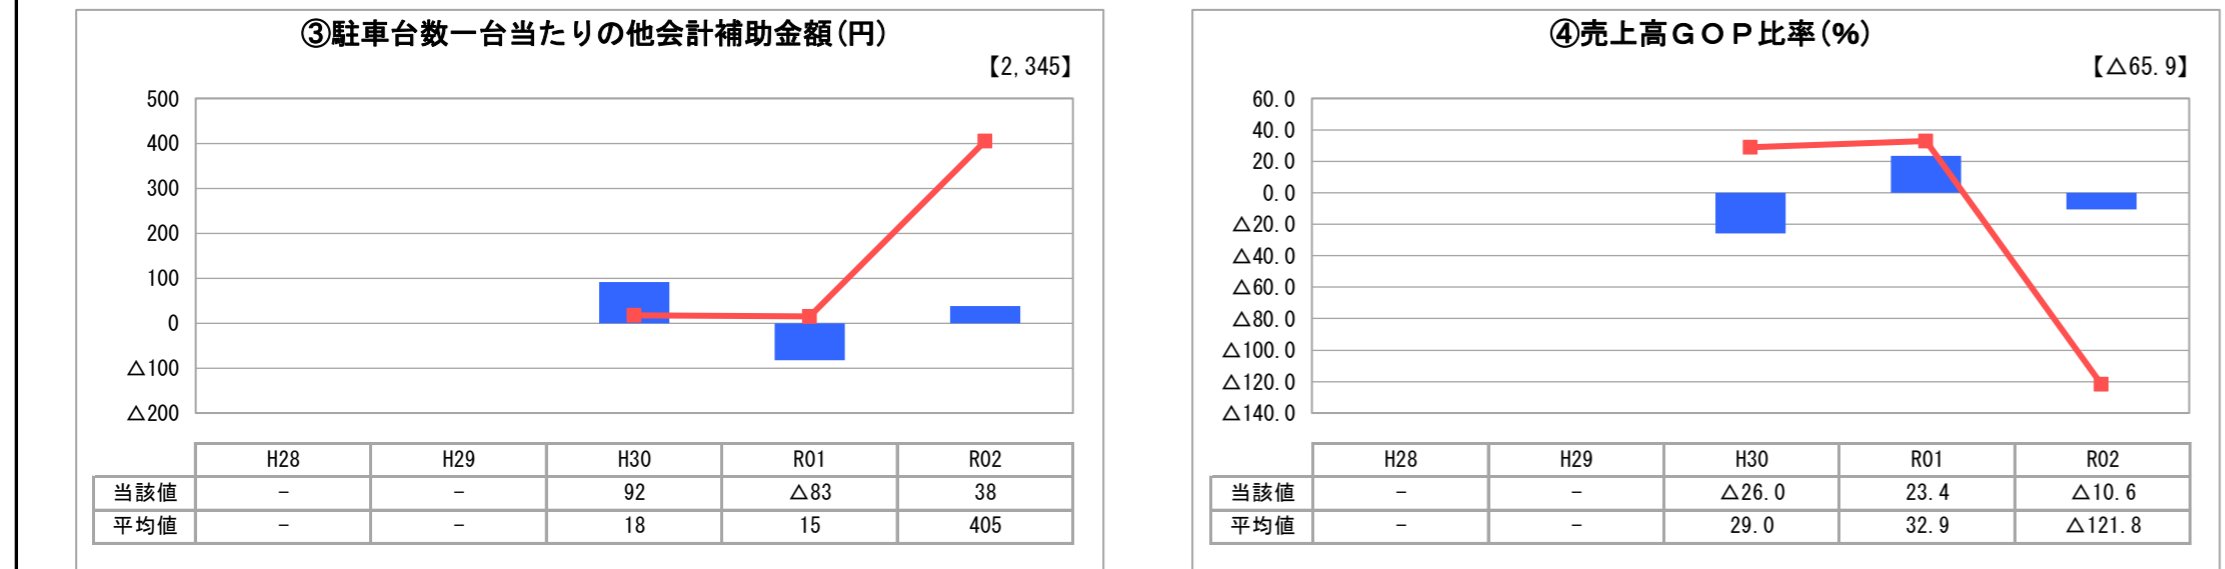 ③駐車台数一台当たりの他会計補助金額(円)
【2,345】
500
400
300
200
100
0
△100
△200
H28 H29 H30 R01 R02
当該値 - - 92 △83 38
平均値 - - 18 15 405
④売上高ＧＯＰ比率(%)
【△65.9】
60.0
40.0
20.0
0.0
△20.0
△40.0
△60.0
△80.0
△100.0
△120.0
△140.0
H28 H29 H30 R01 R02
当該値 - - △26.0 23.4 △10.6
平均値 - - 29.0 32.9 △121.8